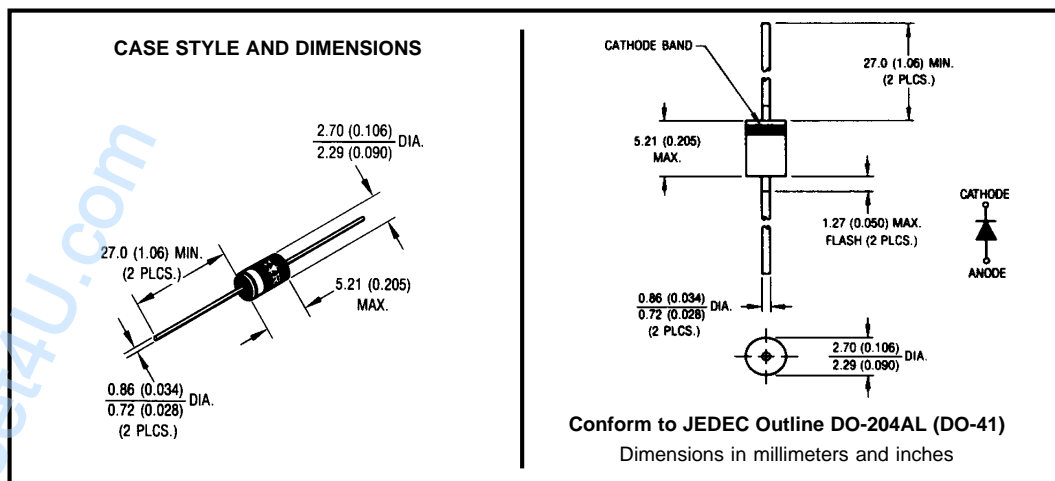 CASE STYLE AND DIMENSIONS
2.70 (0.106)
2.29 (0.090)
DIA.
27.0 (1.06) MIN.
(2 PLCS.)
5.21 (0.205)
MAX.
0.86 (0.034)
0.72 (0.028)
DIA.
(2 PLCS.)
CATHODE BAND
27.0 (1.06) MIN.
(2 PLCS.)
5.21 (0.205)
MAX.
1.27 (0.050) MAX.
FLASH (2 PLCS.)
CATHODE
ANODE
0.86 (0.034)
0.72 (0.028)
DIA.
(2 PLCS.)
2.70 (0.106)
2.29 (0.090)
DIA.
Conform to JEDEC Outline DO-204AL (DO-41)
Dimensions in millimeters and inches
et4U.com